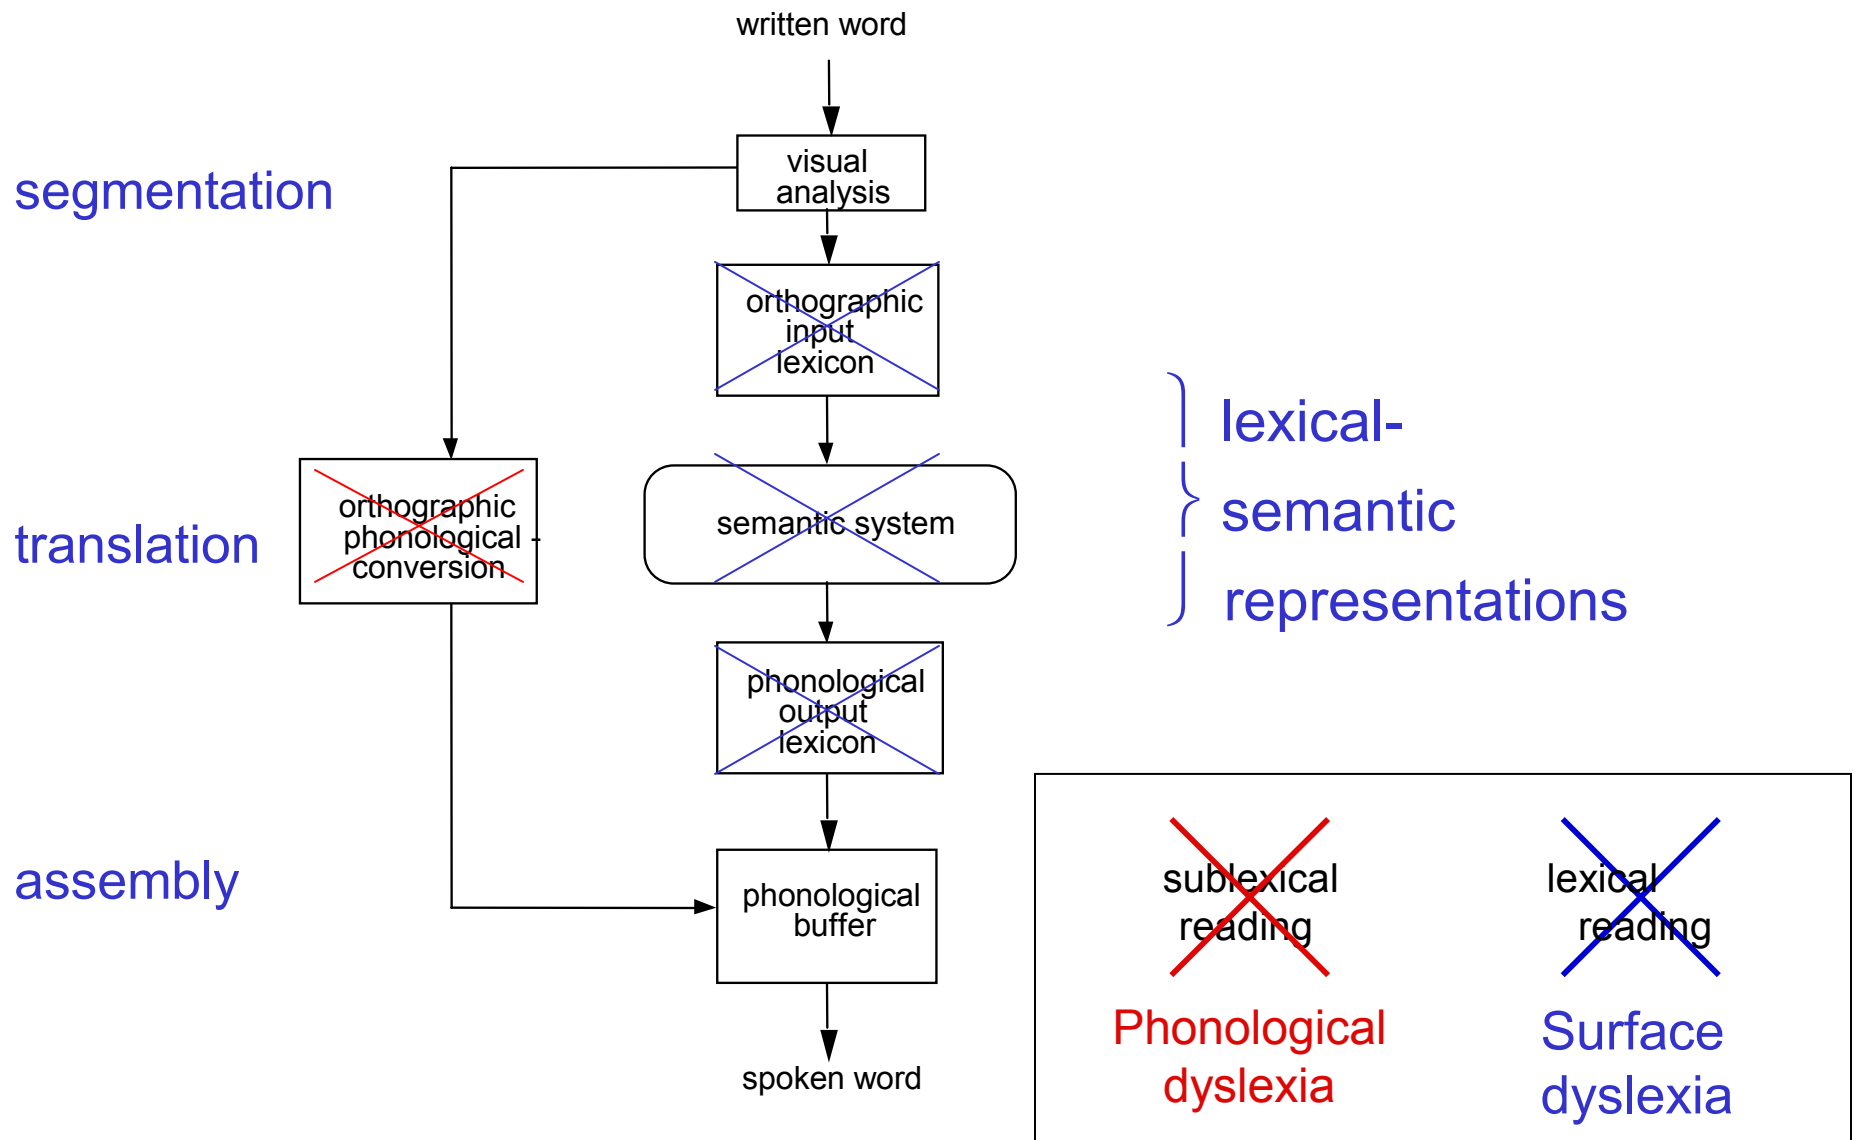 written word
segmentation
visual
analysis
orthographic
input
lexicon
lexical-
semantic
representations
translation
orthographic
phonological -
conversion
semantic system
phonological
output
lexicon
assembly
phonological
buffer
spoken word
sublexical
reading
Phonological
dyslexia
lexical
reading
Surface
dyslexia